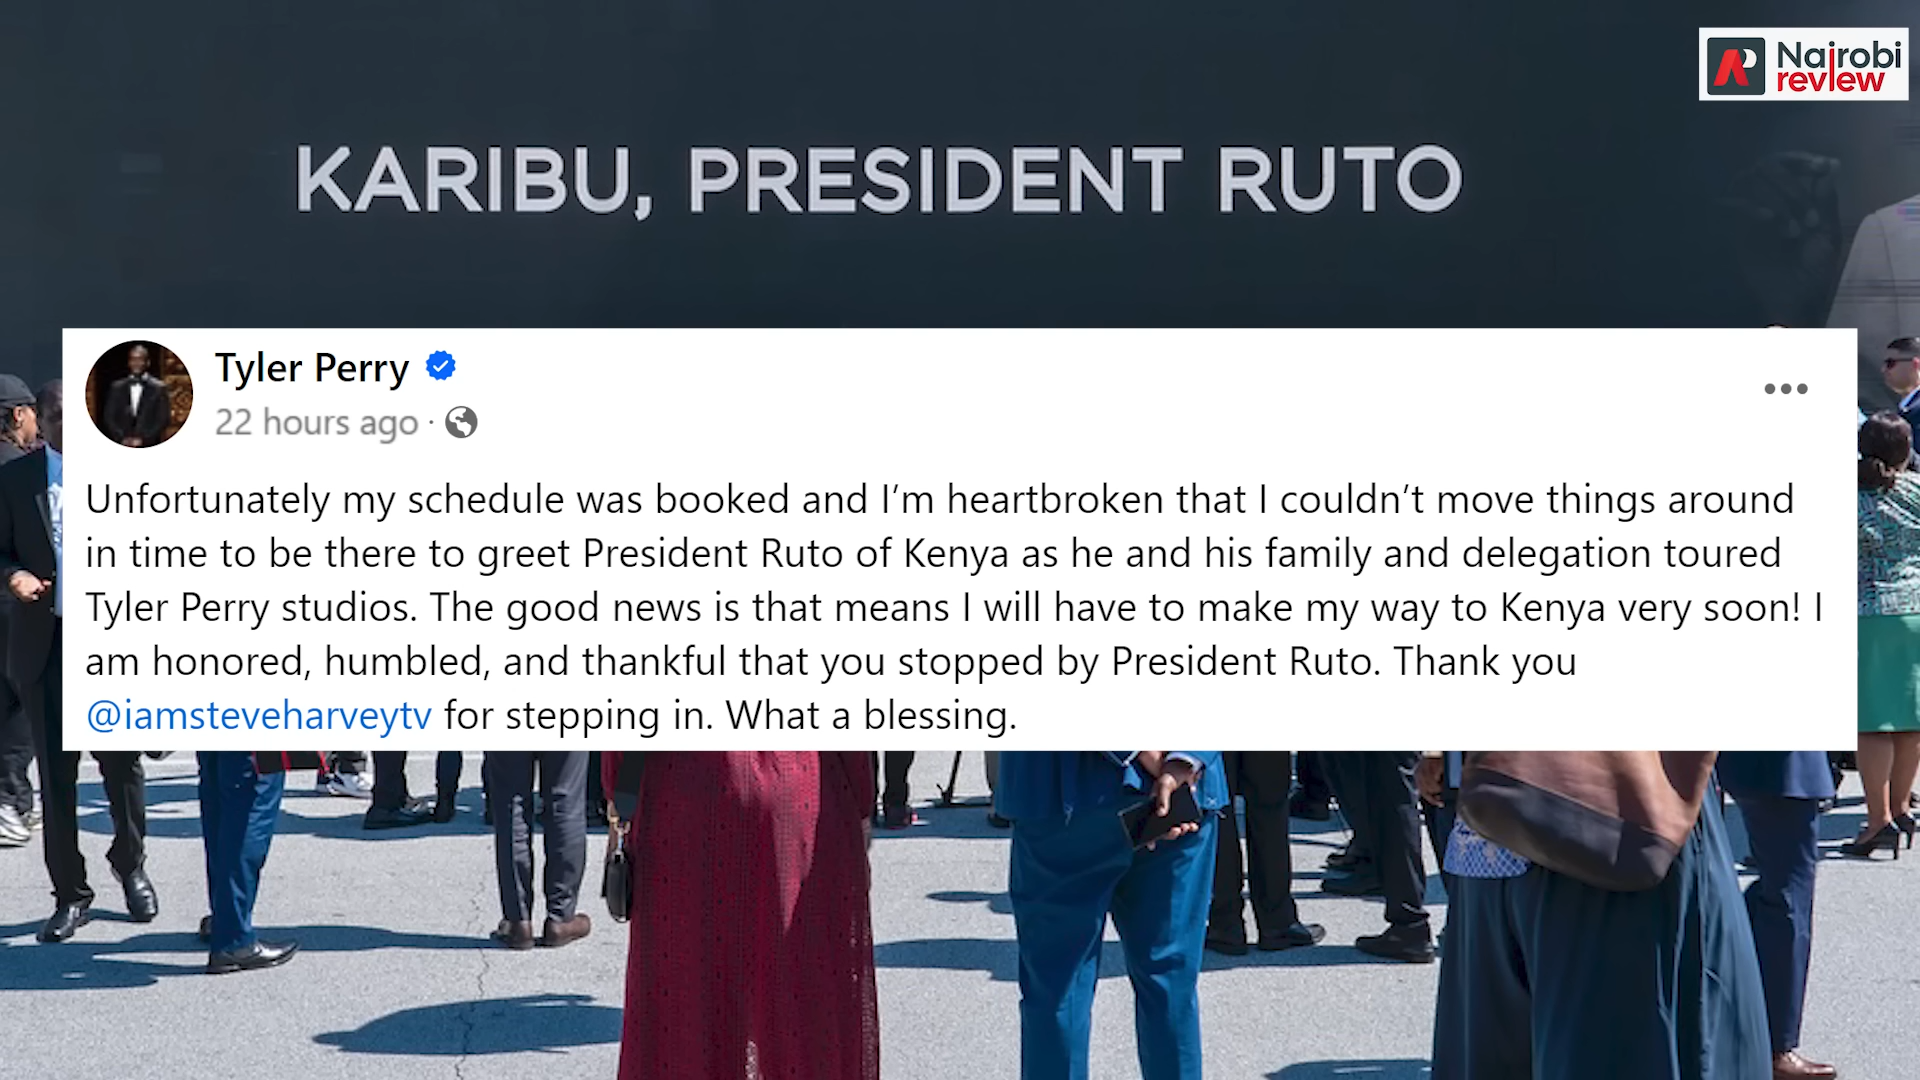 Nairobi
review
KARIBU, PRESIDENT RUTO
Tyler Perry
22 hours ago ·
Unfortunately my schedule was booked and I’m heartbroken that I couldn’t move things around
in time to be there to greet President Ruto of Kenya as he and his family and delegation toured
Tyler Perry studios. The good news is that means I will have to make my way to Kenya very soon! I
am honored, humbled, and thankful that you stopped by President Ruto. Thank you
@iamsteveharveytv for stepping in. What a blessing.